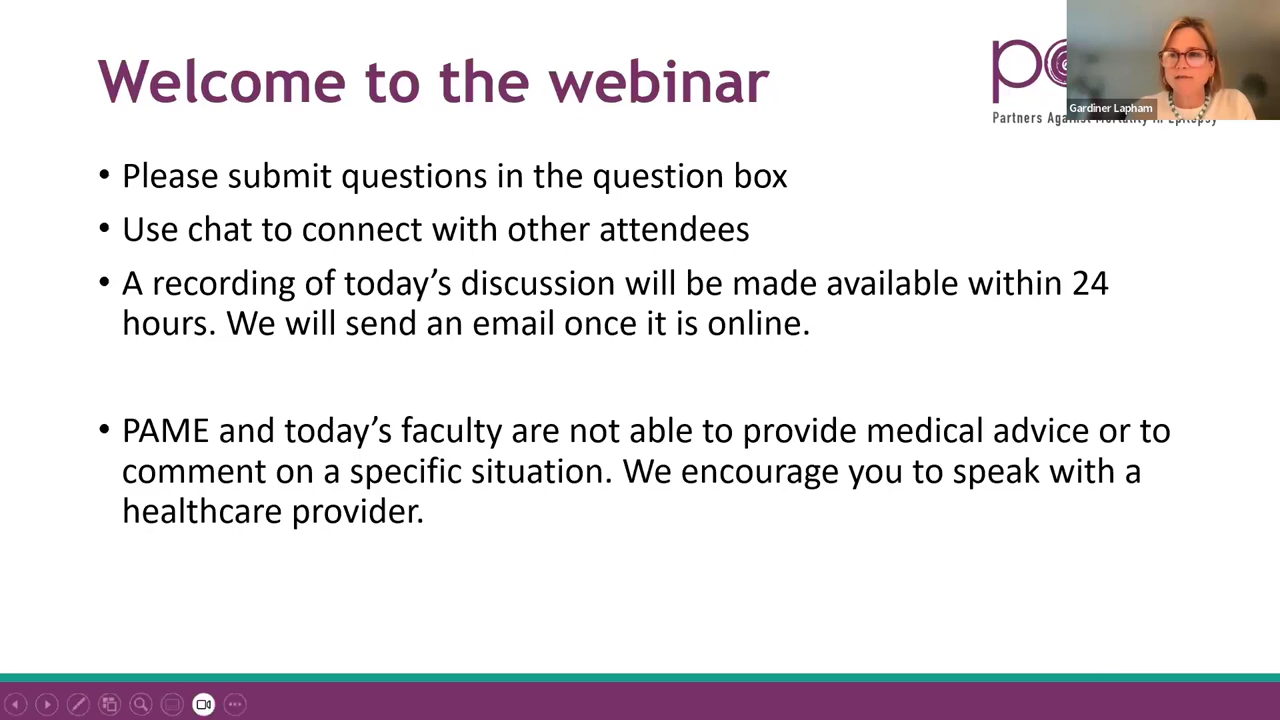 Welcome to the webinar
Gardiner Lapham
Partners Against Mortality in Epilepsy
• Please submit questions in the question box
• Use chat to connect with other attendees
• A recording of today’s discussion will be made available within 24
hours. We will send an email once it is online.
• PAME and today’s faculty are not able to provide medical advice or to
comment on a specific situation. We encourage you to speak with a
healthcare provider.